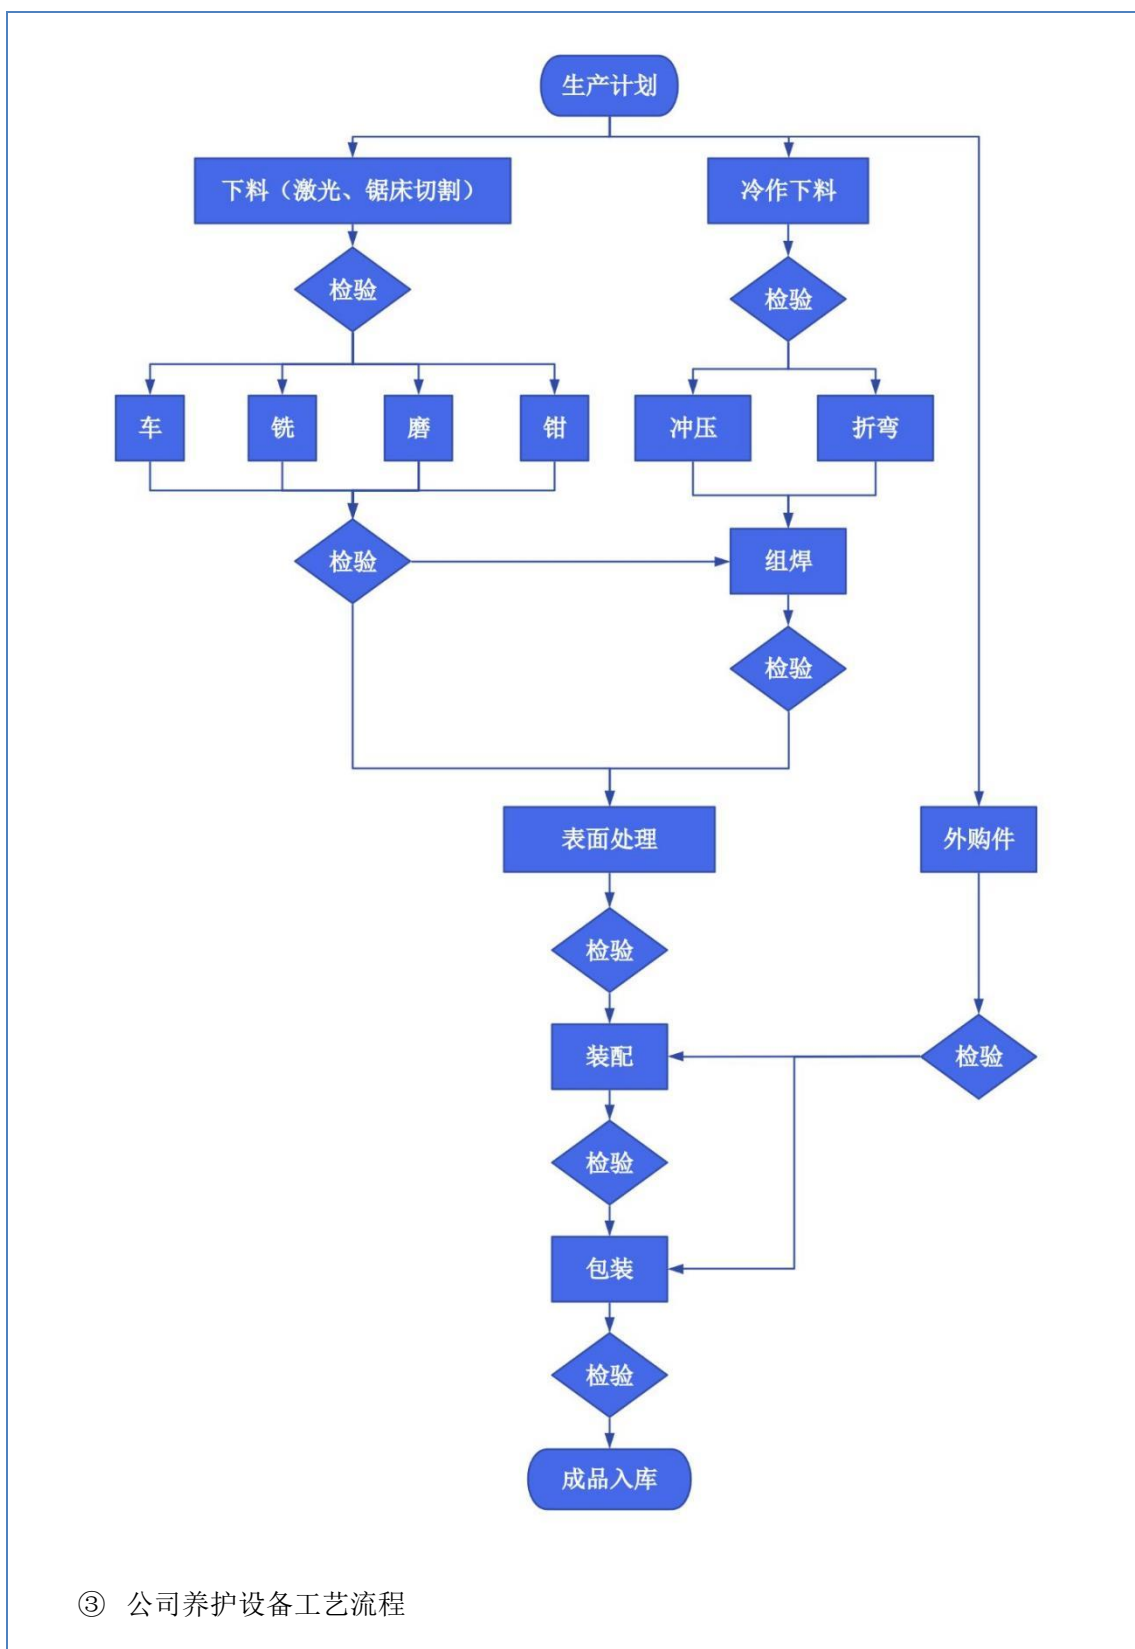 生产计划
下料（激光、锯床切割）
冷作下料
检验
检验
车
铣
磨
钳
冲压
折弯
检验
组焊
检验
表面处理
外购件
检验
装配
检验
检验
包装
检验
成品入库
③ 公司养护设备工艺流程